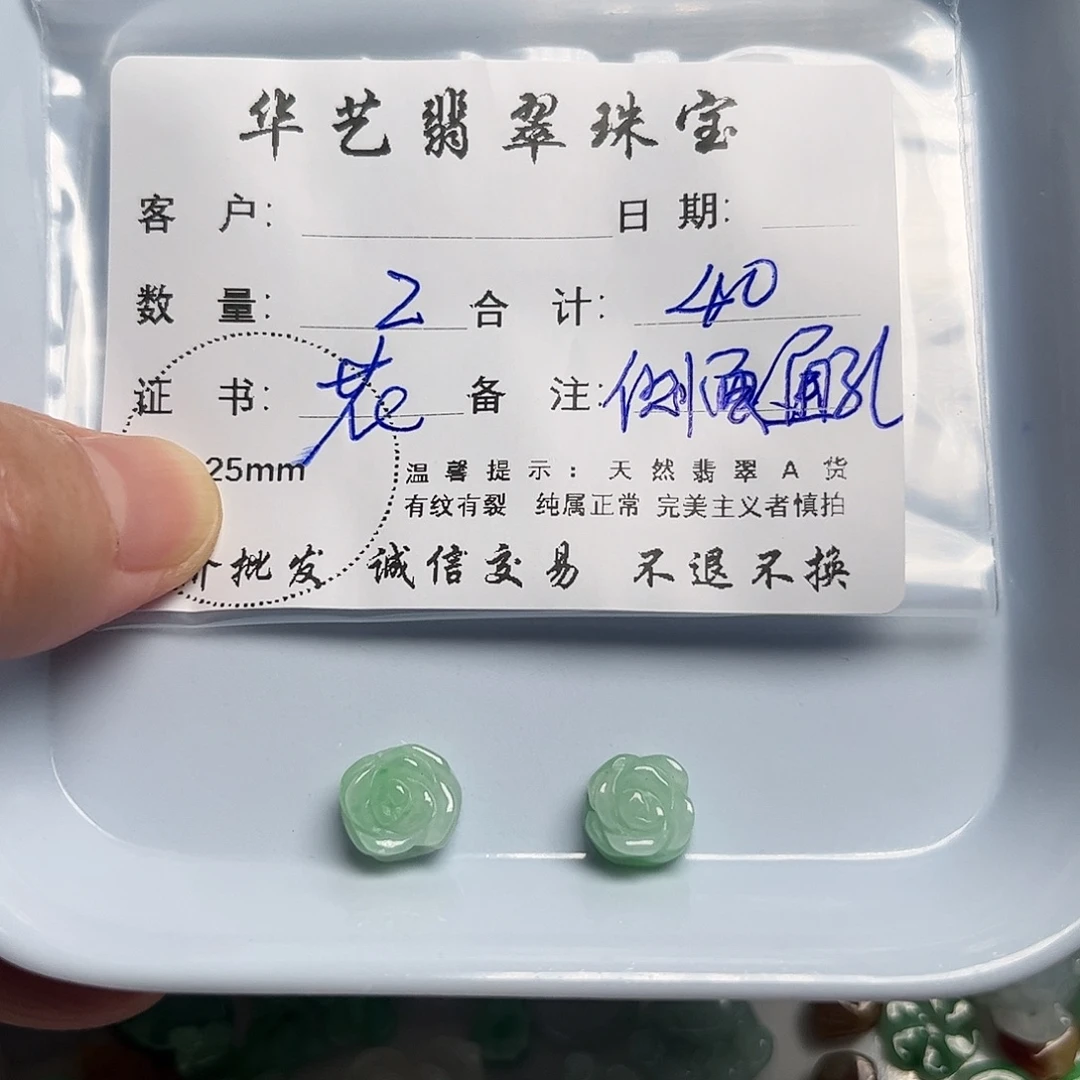 华艺翡翠珠宝
客户： 日期：
数量： 2 合计： 40
证书： 花 备注： 侧面通孔
25mm
温馨提示：天然翡翠A货
有纹有裂 纯属正常 完美主义者慎拍
价批发 诚信交易 不退不换